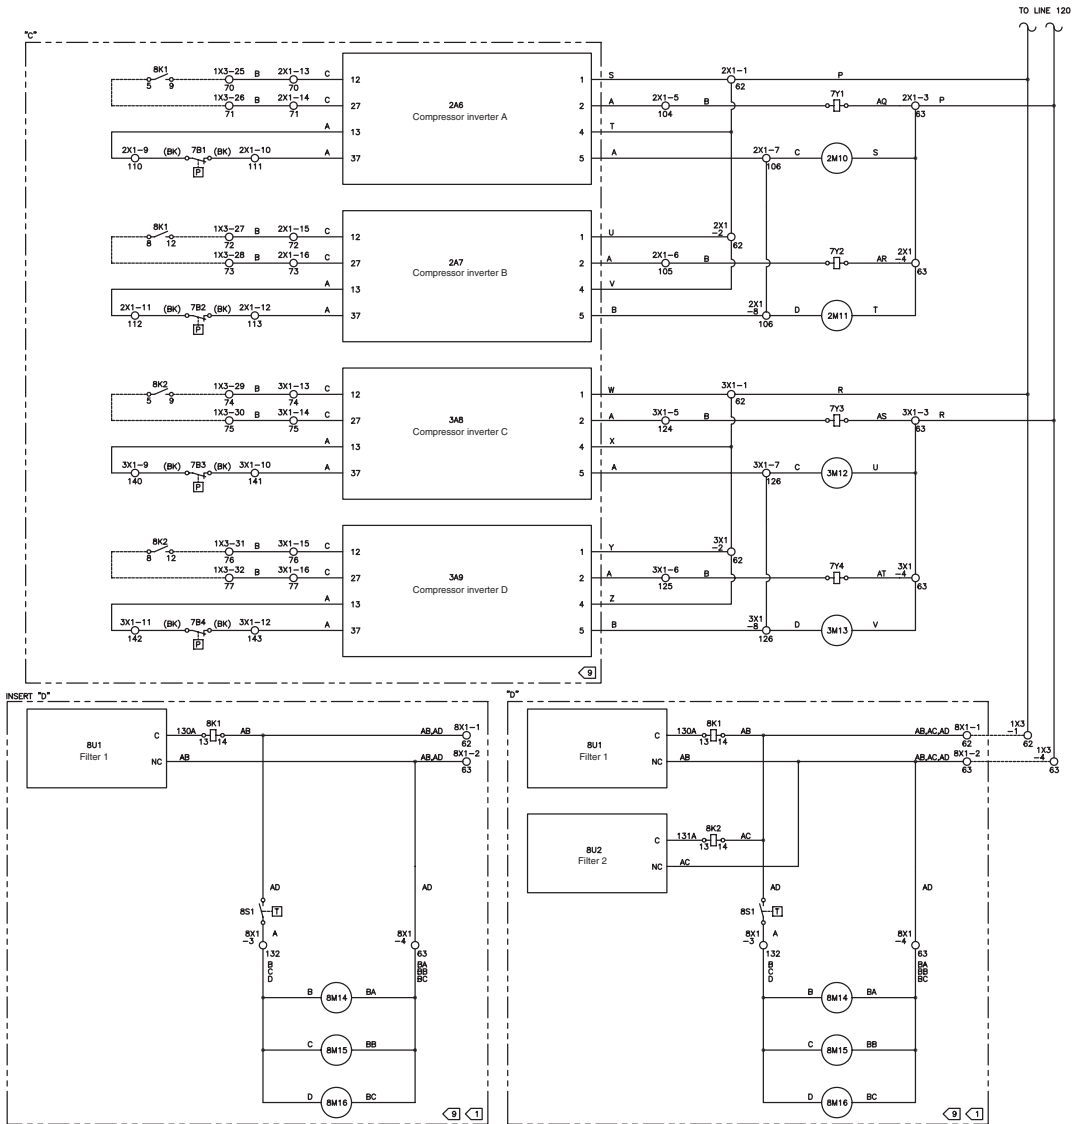 TO LINE 120
"C"
8K1
5 9
1X3-25
70
B
2X1-13
70
C
12
1X3-26
71
B
2X1-14
71
C
27
A
13
2X1-9
110
(BK)
7B1
P
(BK)
2X1-10
111
A
37
2A6
Compressor inverter A
1
S
2X1-1
62
P
2
A
2X1-5
104
B
7Y1
AQ
2X1-3
63
P
4
T
5
A
2X1-7
106
C
2M10
S
8K1
8 12
1X3-27
72
B
2X1-15
72
C
12
1X3-28
73
B
2X1-16
73
C
27
A
13
2X1-11
112
(BK)
7B2
P
(BK)
2X1-12
113
A
37
2A7
Compressor inverter B
1
U
2X1
-2
62
2
A
2X1-6
105
B
7Y2
AR
2X1
-4
63
4
V
5
B
2X1
-8
106
D
2M11
T
8K2
5 9
1X3-29
74
B
3X1-13
74
C
12
1X3-30
75
B
3X1-14
75
C
27
A
13
3X1-9
140
(BK)
7B3
P
(BK)
3X1-10
141
A
37
3A8
Compressor inverter C
1
W
3X1-1
62
R
2
A
3X1-5
124
B
7Y3
AS
3X1-3
63
R
4
X
5
A
3X1-7
126
C
3M12
U
8K2
8 12
1X3-31
76
B
3X1-15
76
C
12
1X3-32
77
B
3X1-16
77
C
27
A
13
3X1-11
142
(BK)
7B4
P
(BK)
3X1-12
143
A
37
3A9
Compressor inverter D
1
Y
3X1
-2
62
2
A
3X1-6
125
B
7Y4
AT
3X1
-4
63
4
Z
5
B
3X1
-8
126
D
3M13
V
9
INSERT "D"
8U1
Filter 1
C
130A
8K1
13 14
AB
AB,AD
8X1-1
62
NC
AB
AB,AD
8X1-2
63
AD
AD
8S1
T
8X1
-3
A
132
8X1
-4
63
B
C
D
BA
BB
BC
B
8M14
BA
C
8M15
BB
D
8M16
BC
9
1
"D"
8U1
Filter 1
C
130A
8K1
13 14
AB
AB,AC,AD
8X1-1
62
1X3
-1
62
NC
AB
AB,AC,AD
8X1-2
63
1X3
-4
63
8U2
Filter 2
C
131A
8K2
13 14
AC
NC
AC
AD
AD
8S1
T
8X1
-3
A
132
8X1
-4
63
B
C
D
BA
BB
BC
B
8M14
BA
C
8M15
BB
D
8M16
BC
9
1